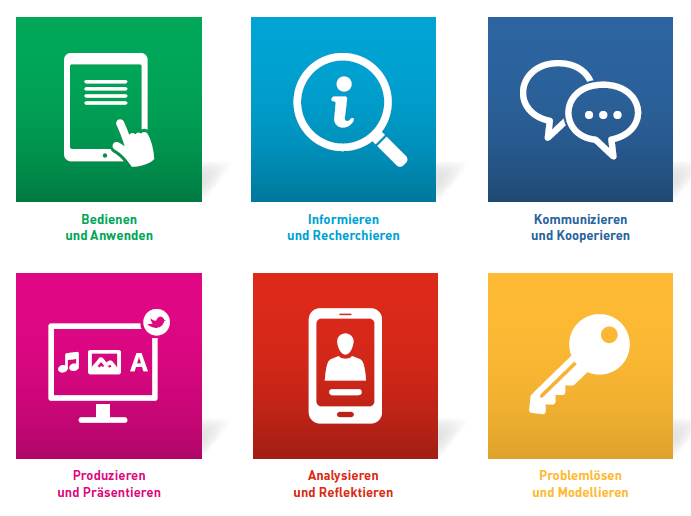 Bedienen
und Anwenden
Informieren
und Recherchieren
Kommunizieren
und Kooperieren
A
Produzieren
und Präsentieren
Analysieren
und Reflektieren
Problemlösen
und Modellieren